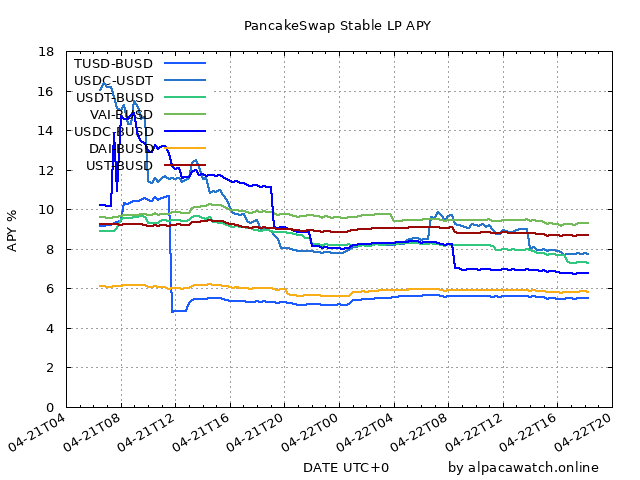 PancakeSwap Stable LP APY
18
16
14
12
10
8
6
4
2
0
APY %
TUSD-BUSD
USDC-USDT
USDT-BUSD
VAI-BUSD
USDC-BUSD
DAI-BUSD
UST-BUSD
04-21T04
04-21T08
04-21T12
04-21T16
04-21T20
04-22T00
04-22T04
04-22T08
04-22T12
04-22T16
04-22T20
DATE UTC+0
by alpacawatch.online